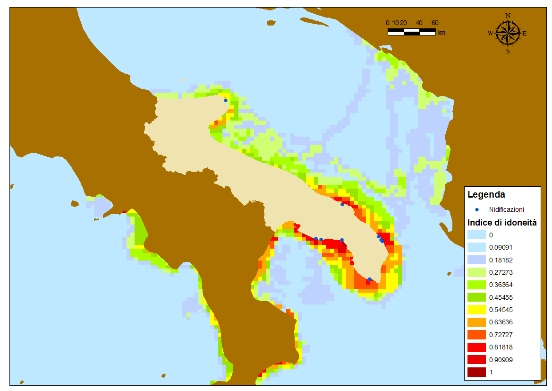 0 10 20 40 60
km
N
W E
S
Legenda
Nidificazioni
Indice di idoneità
0
0.09091
0.18182
0.27273
0.36364
0.45455
0.54545
0.63636
0.72727
0.81818
0.90909
1